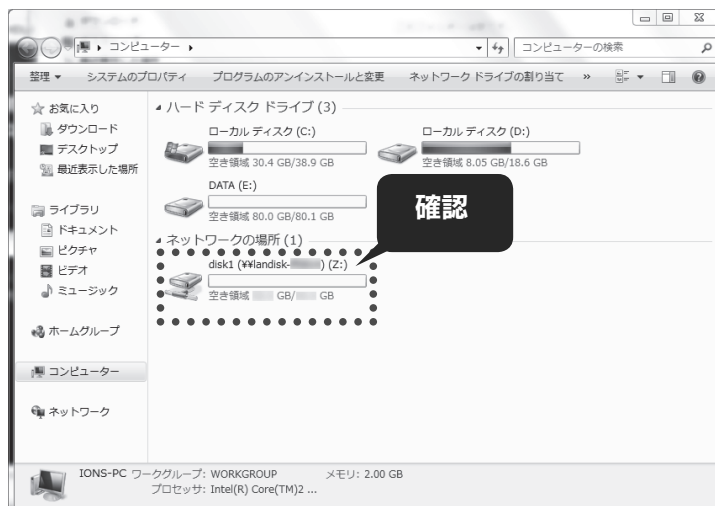 コンピューター
コンピューターの検索
整理 システムのプロパティ プログラムのアンインストールと変更 ネットワーク ドライブの割り当て »
お気に入り
ダウンロード
デスクトップ
最近表示した場所
ライブラリ
ドキュメント
ピクチャ
ビデオ
ミュージック
ホームグループ
コンピューター
ネットワーク
ハード ディスク ドライブ (3)
ローカル ディスク (C:)
空き領域 30.4 GB/38.9 GB
ローカル ディスク (D:)
空き領域 8.05 GB/18.6 GB
DATA (E:)
空き領域 80.0 GB/80.1 GB
確認
ネットワークの場所 (1)
disk1 (¥¥landisk- ) (Z:)
空き領域 GB/ GB
IONS-PC ワークグループ: WORKGROUP メモリ: 2.00 GB
プロセッサ: Intel(R) Core(TM)2 ...